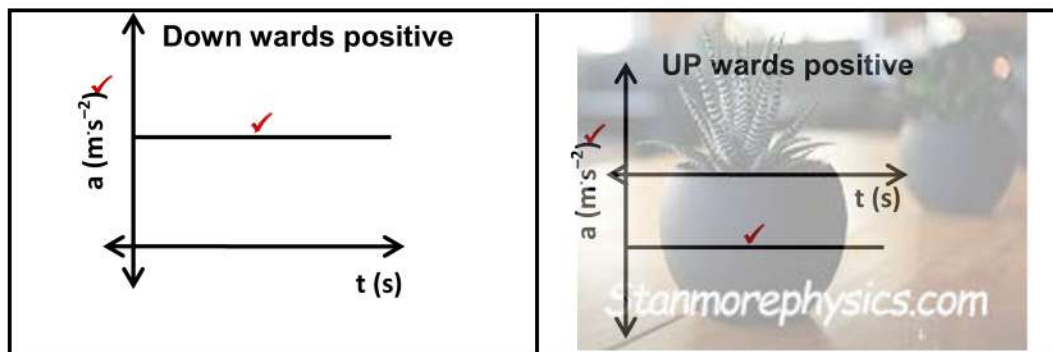 Down wards positive
a (m·s⁻²)
t (s)
UP wards positive
a (m·s⁻²)
t (s)
Stanmorephysics.com